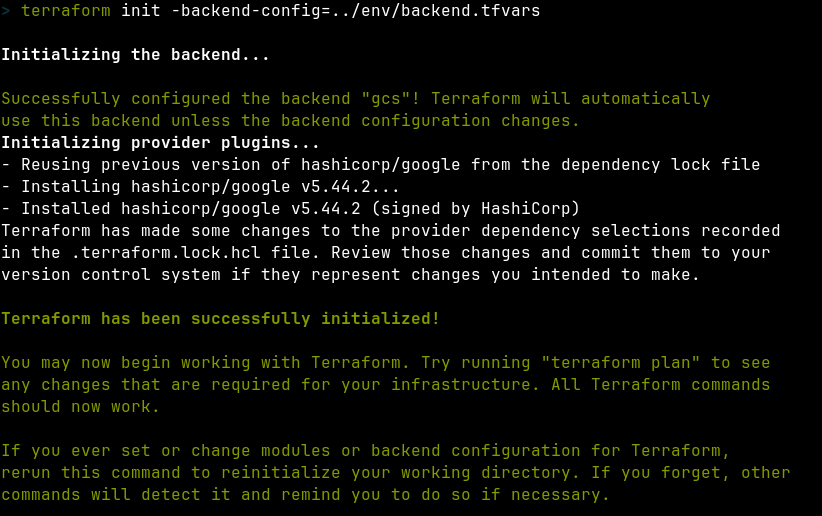 > terraform init -backend-config=../env/backend.tfvars
Initializing the backend...
Successfully configured the backend "gcs"! Terraform will automatically
use this backend unless the backend configuration changes.
Initializing provider plugins...
- Reusing previous version of hashicorp/google from the dependency lock file
- Installing hashicorp/google v5.44.2...
- Installed hashicorp/google v5.44.2 (signed by HashiCorp)
Terraform has made some changes to the provider dependency selections recorded
in the .terraform.lock.hcl file. Review those changes and commit them to your
version control system if they represent changes you intended to make.
Terraform has been successfully initialized!
You may now begin working with Terraform. Try running "terraform plan" to see
any changes that are required for your infrastructure. All Terraform commands
should now work.
If you ever set or change modules or backend configuration for Terraform,
rerun this command to reinitialize your working directory. If you forget, other
commands will detect it and remind you to do so if necessary.